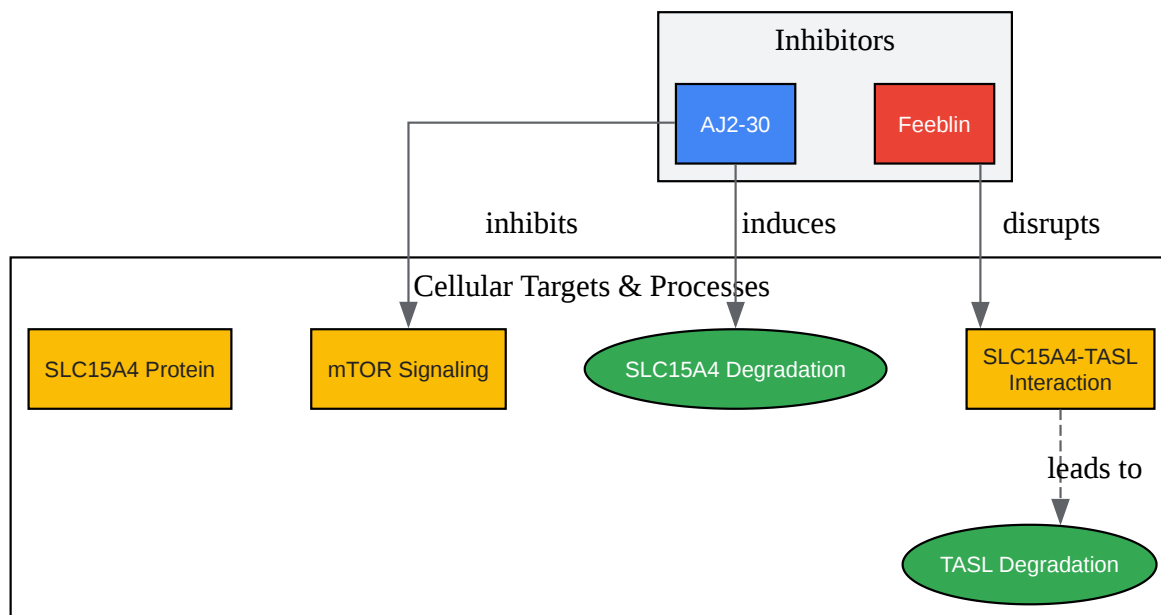 Inhibitors
AJ2-30
Feeblin
inhibits
induces
disrupts
Cellular Targets & Processes
SLC15A4 Protein
mTOR Signaling
SLC15A4 Degradation
SLC15A4-TASL
Interaction
leads to
TASL Degradation